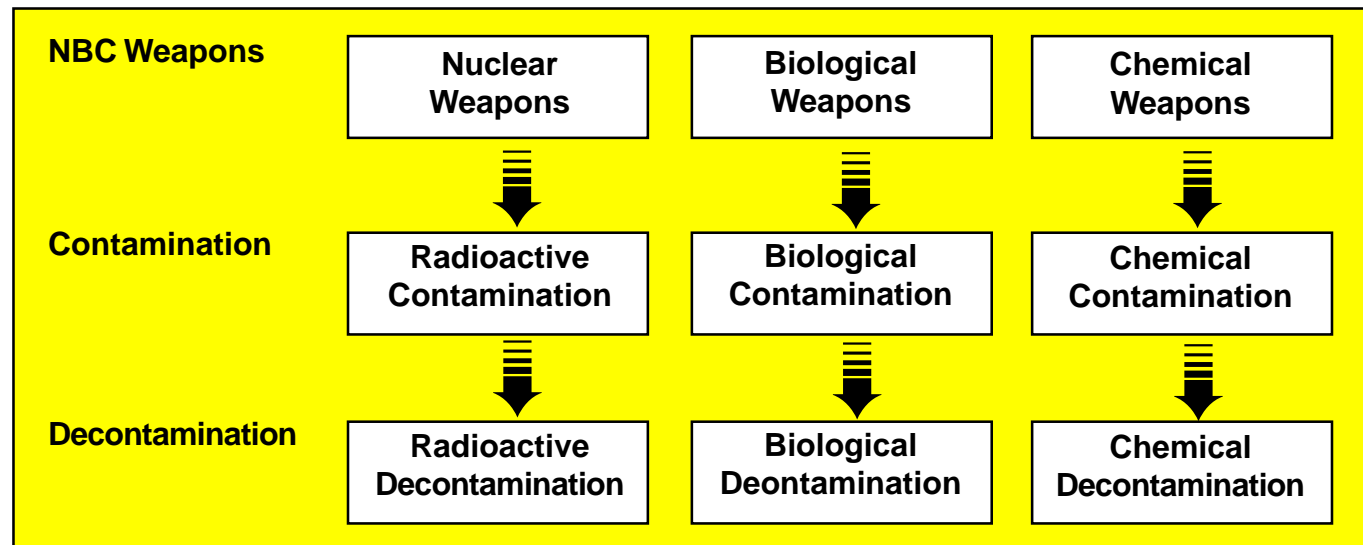 NBC Weapons
Nuclear
Weapons
Biological
Weapons
Chemical
Weapons
Contamination
Radioactive
Contamination
Biological
Contamination
Chemical
Contamination
Decontamination
Radioactive
Decontamination
Biological
Deontamination
Chemical
Decontamination